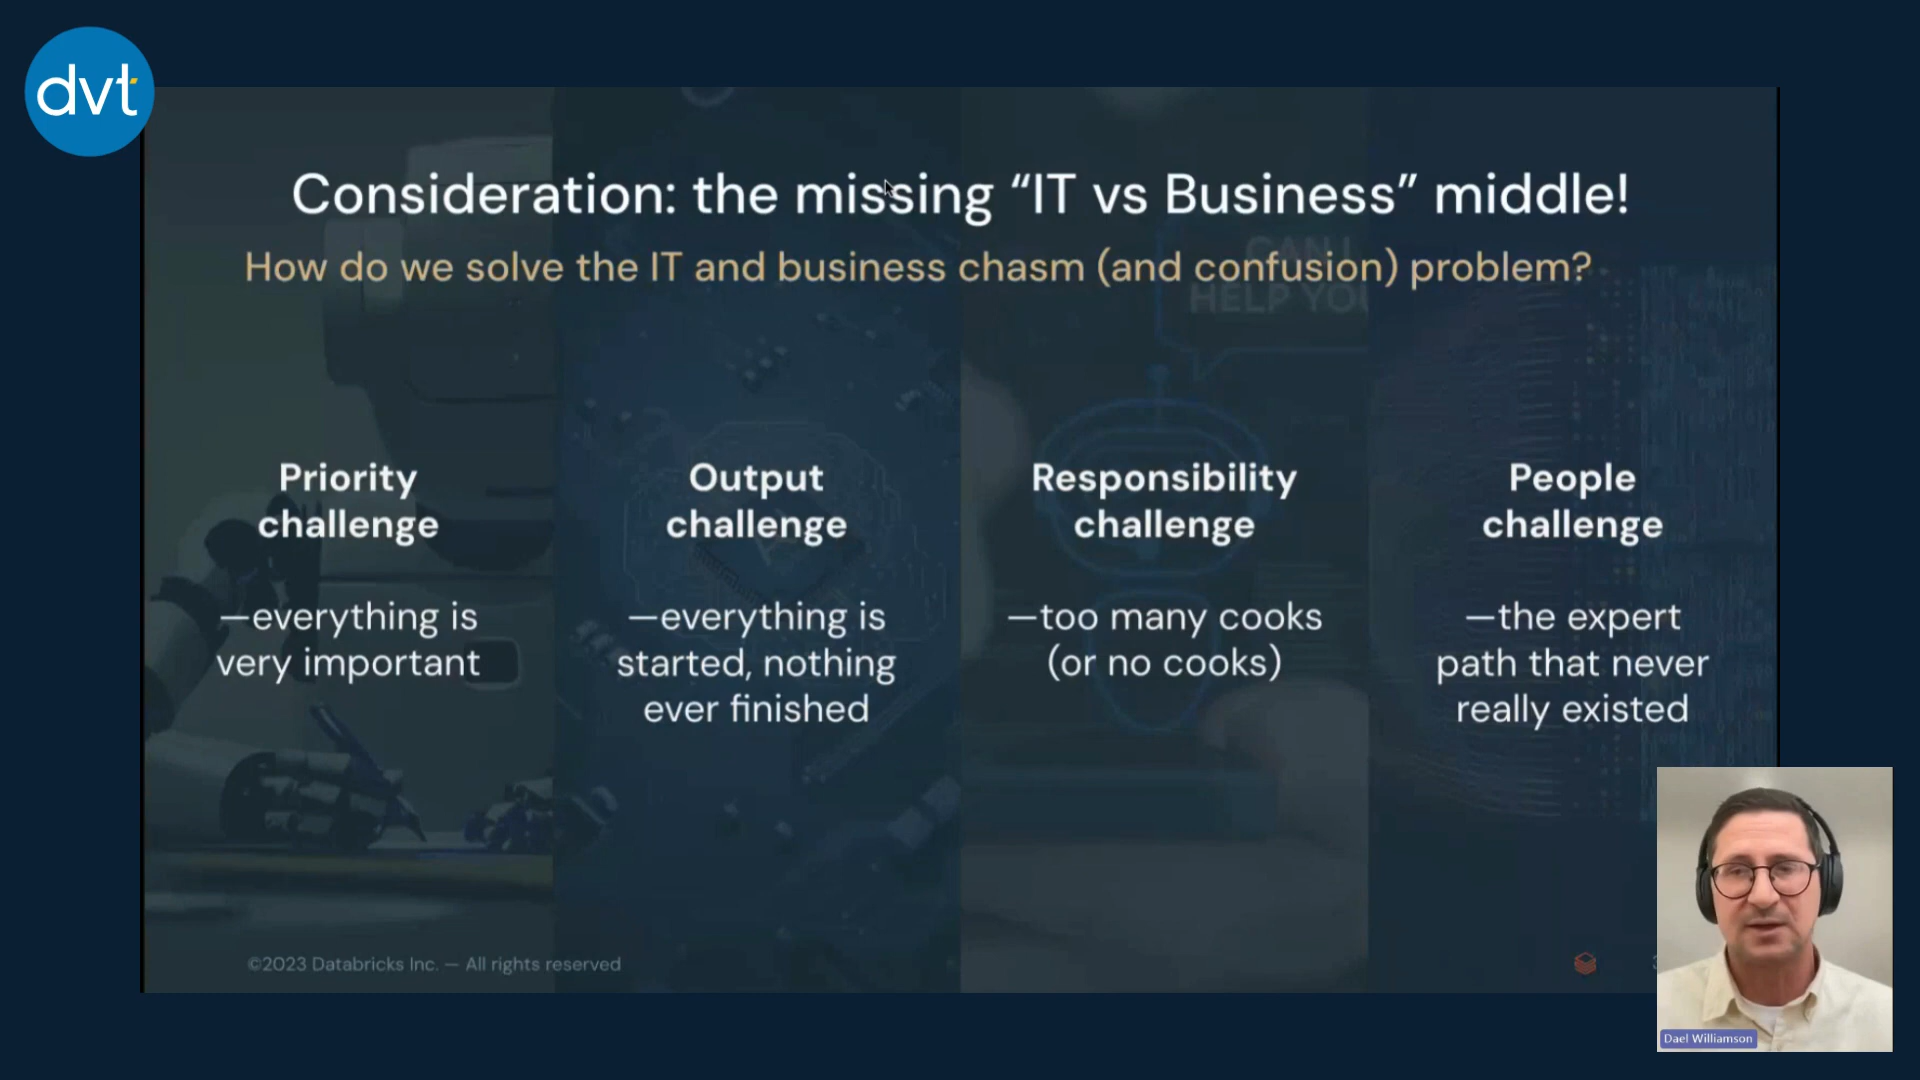 dvt
Consideration: the missing “IT vs Business” middle!
How do we solve the IT and business chasm (and confusion) problem?
CAN I
HELP YOU
Priority
challenge
—everything is
very important
Output
challenge
—everything is
started, nothing
ever finished
Responsibility
challenge
—too many cooks
(or no cooks)
People
challenge
—the expert
path that never
really existed
©2023 Databricks Inc. — All rights reserved
Dael Williamson